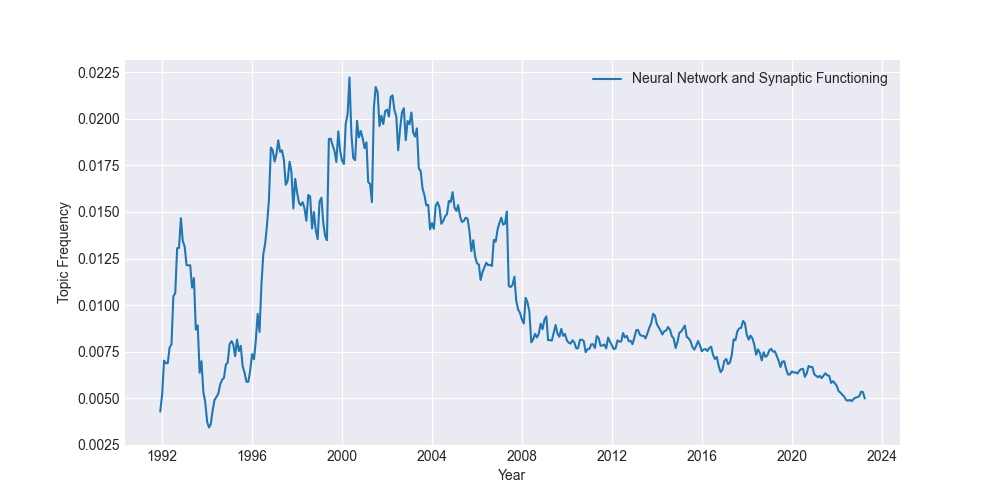 Neural Network and Synaptic Functioning
Topic Frequency
0.0225
0.0200
0.0175
0.0150
0.0125
0.0100
0.0075
0.0050
0.0025
1992 1996 2000 2004 2008 2012 2016 2020 2024
Year